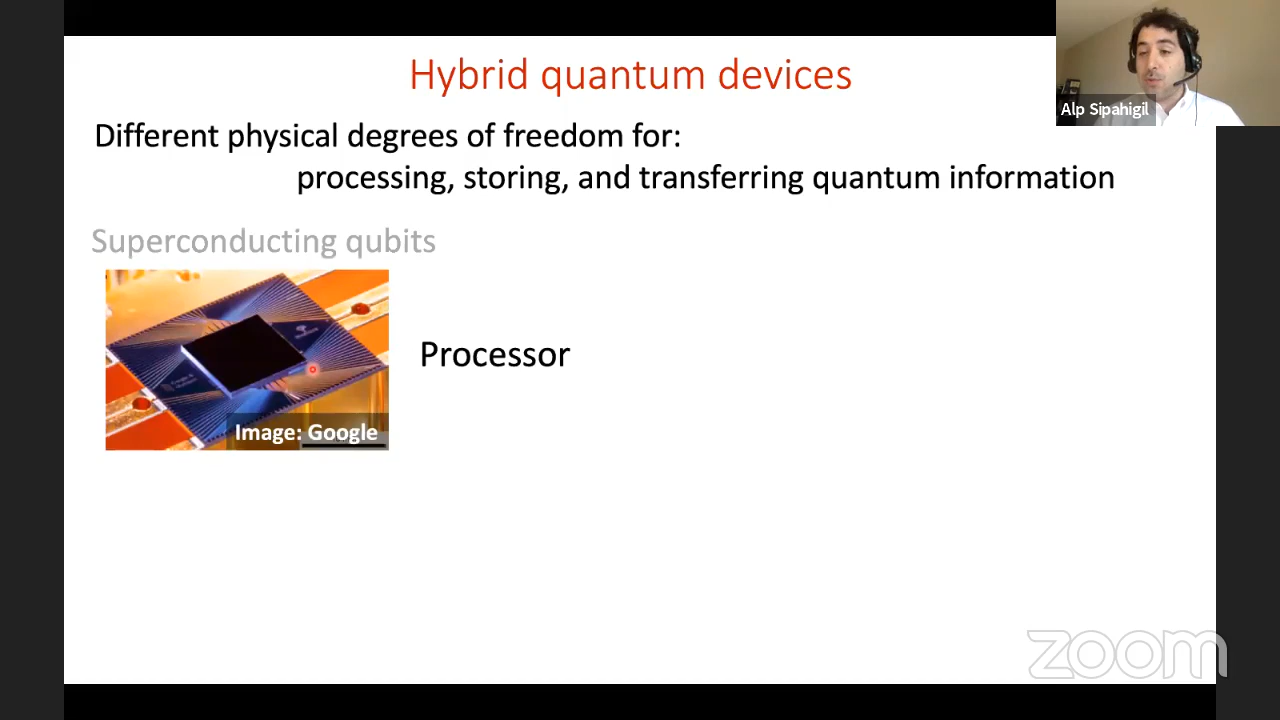 Hybrid quantum devices
Alp Sipahigil
Different physical degrees of freedom for:
processing, storing, and transferring quantum information
Superconducting qubits
Processor
Image: Google
zoom